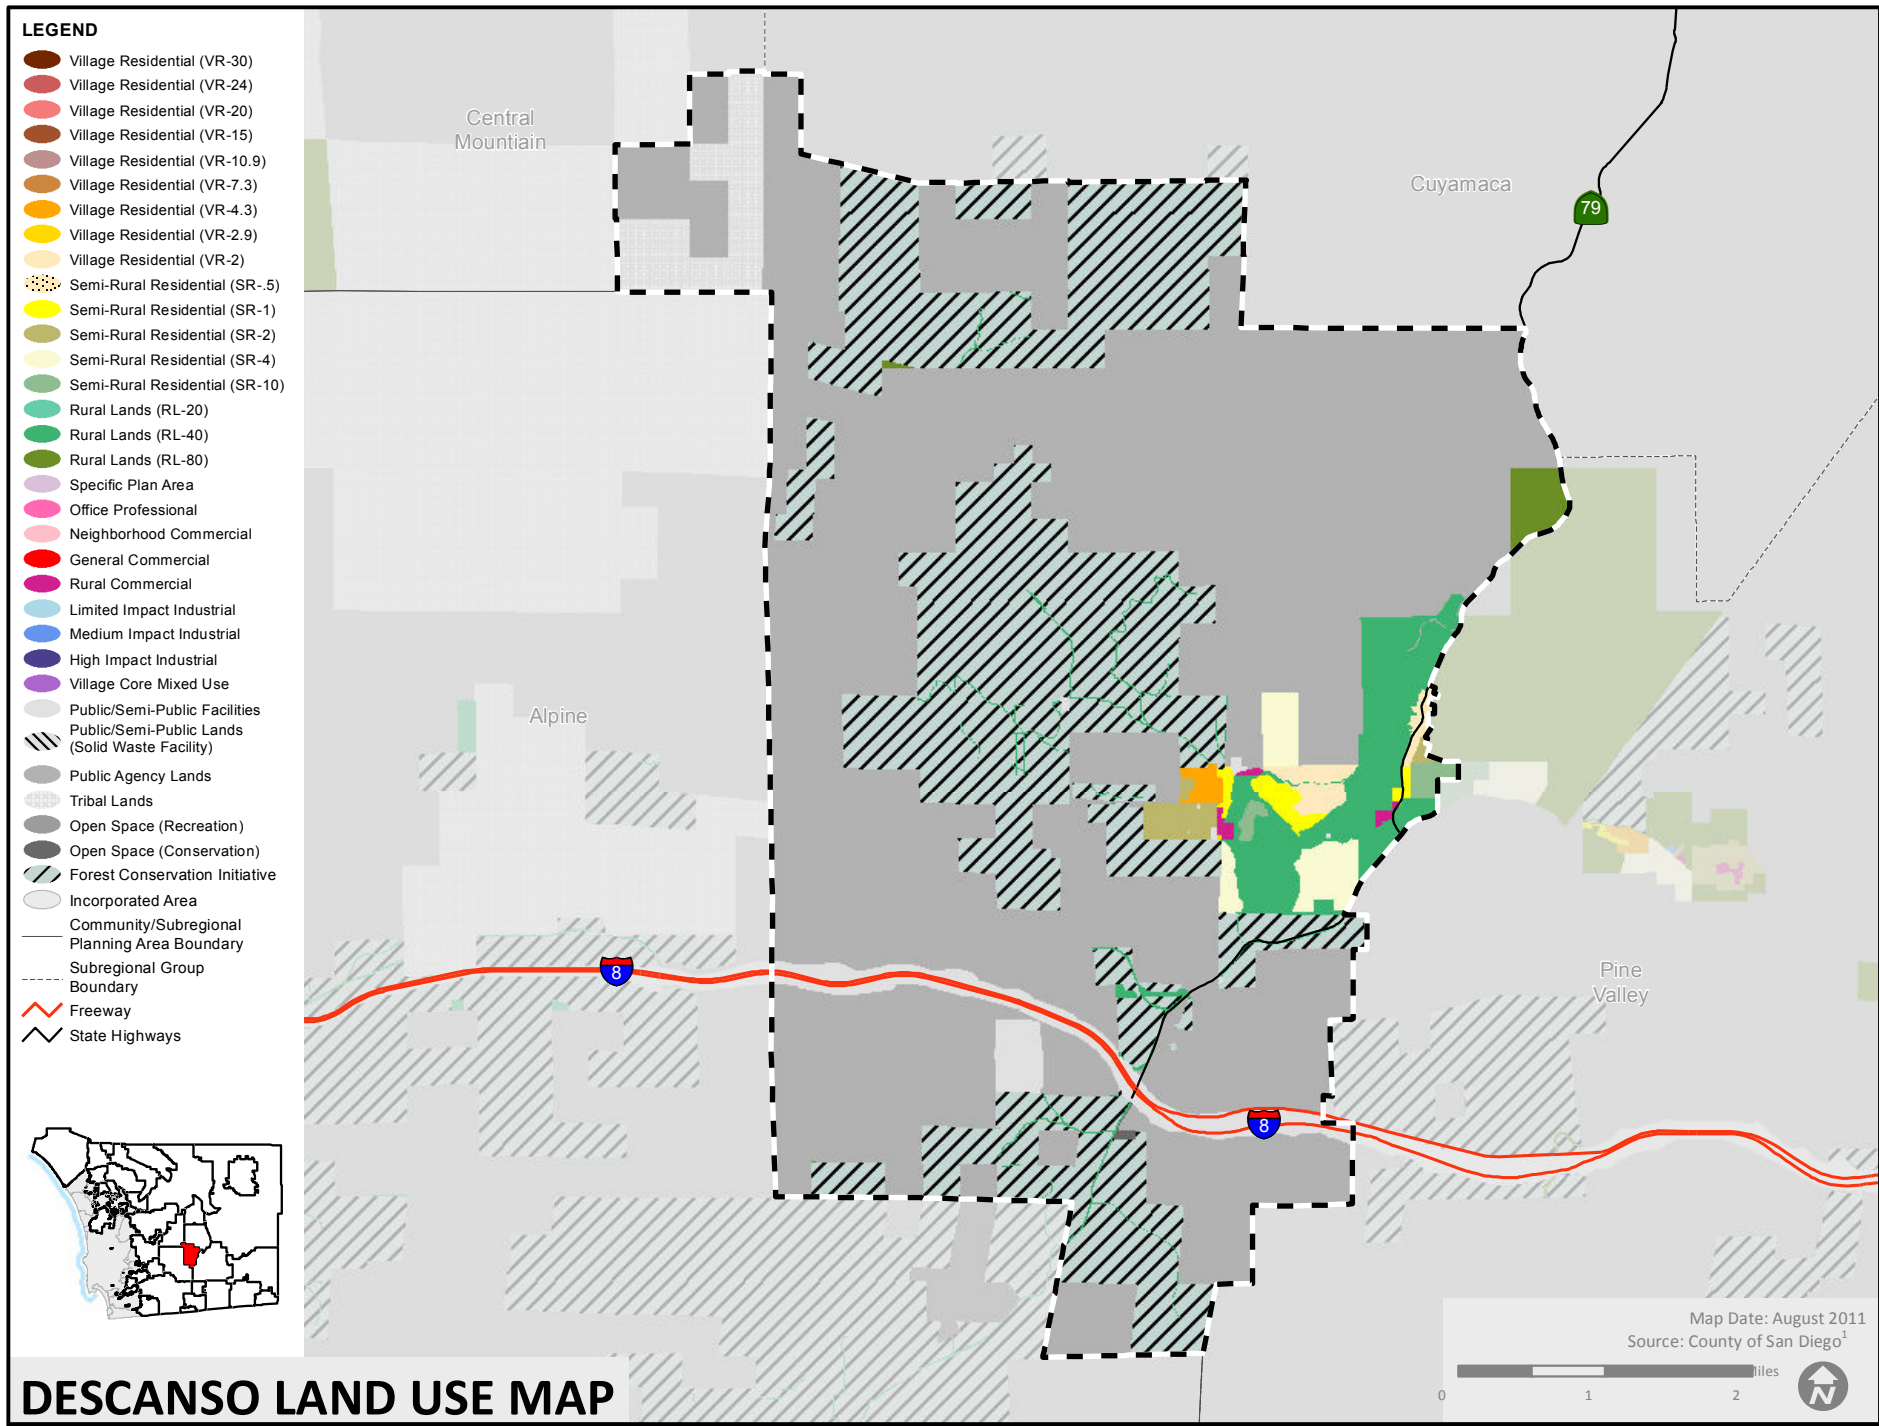 LEGEND
Village Residential (VR-30)
Village Residential (VR-24)
Village Residential (VR-20)
Village Residential (VR-15)
Village Residential (VR-10.9)
Village Residential (VR-7.3)
Village Residential (VR-4.3)
Village Residential (VR-2.9)
Village Residential (VR-2)
Semi-Rural Residential (SR-.5)
Semi-Rural Residential (SR-1)
Semi-Rural Residential (SR-2)
Semi-Rural Residential (SR-4)
Semi-Rural Residential (SR-10)
Rural Lands (RL-20)
Rural Lands (RL-40)
Rural Lands (RL-80)
Specific Plan Area
Office Professional
Neighborhood Commercial
General Commercial
Rural Commercial
Limited Impact Industrial
Medium Impact Industrial
High Impact Industrial
Village Core Mixed Use
Public/Semi-Public Facilities
Public/Semi-Public Lands
(Solid Waste Facility)
Public Agency Lands
Tribal Lands
Open Space (Recreation)
Open Space (Conservation)
Forest Conservation Initiative
Incorporated Area
Community/Subregional
Planning Area Boundary
Subregional Group
Boundary
Freeway
State Highways
Central
Mountain
Cuyamaca
79
Alpine
8
Pine
Valley
8
Map Date: August 2011
Source: County of San Diego1
Miles
0 1 2
N
DESCANSO LAND USE MAP